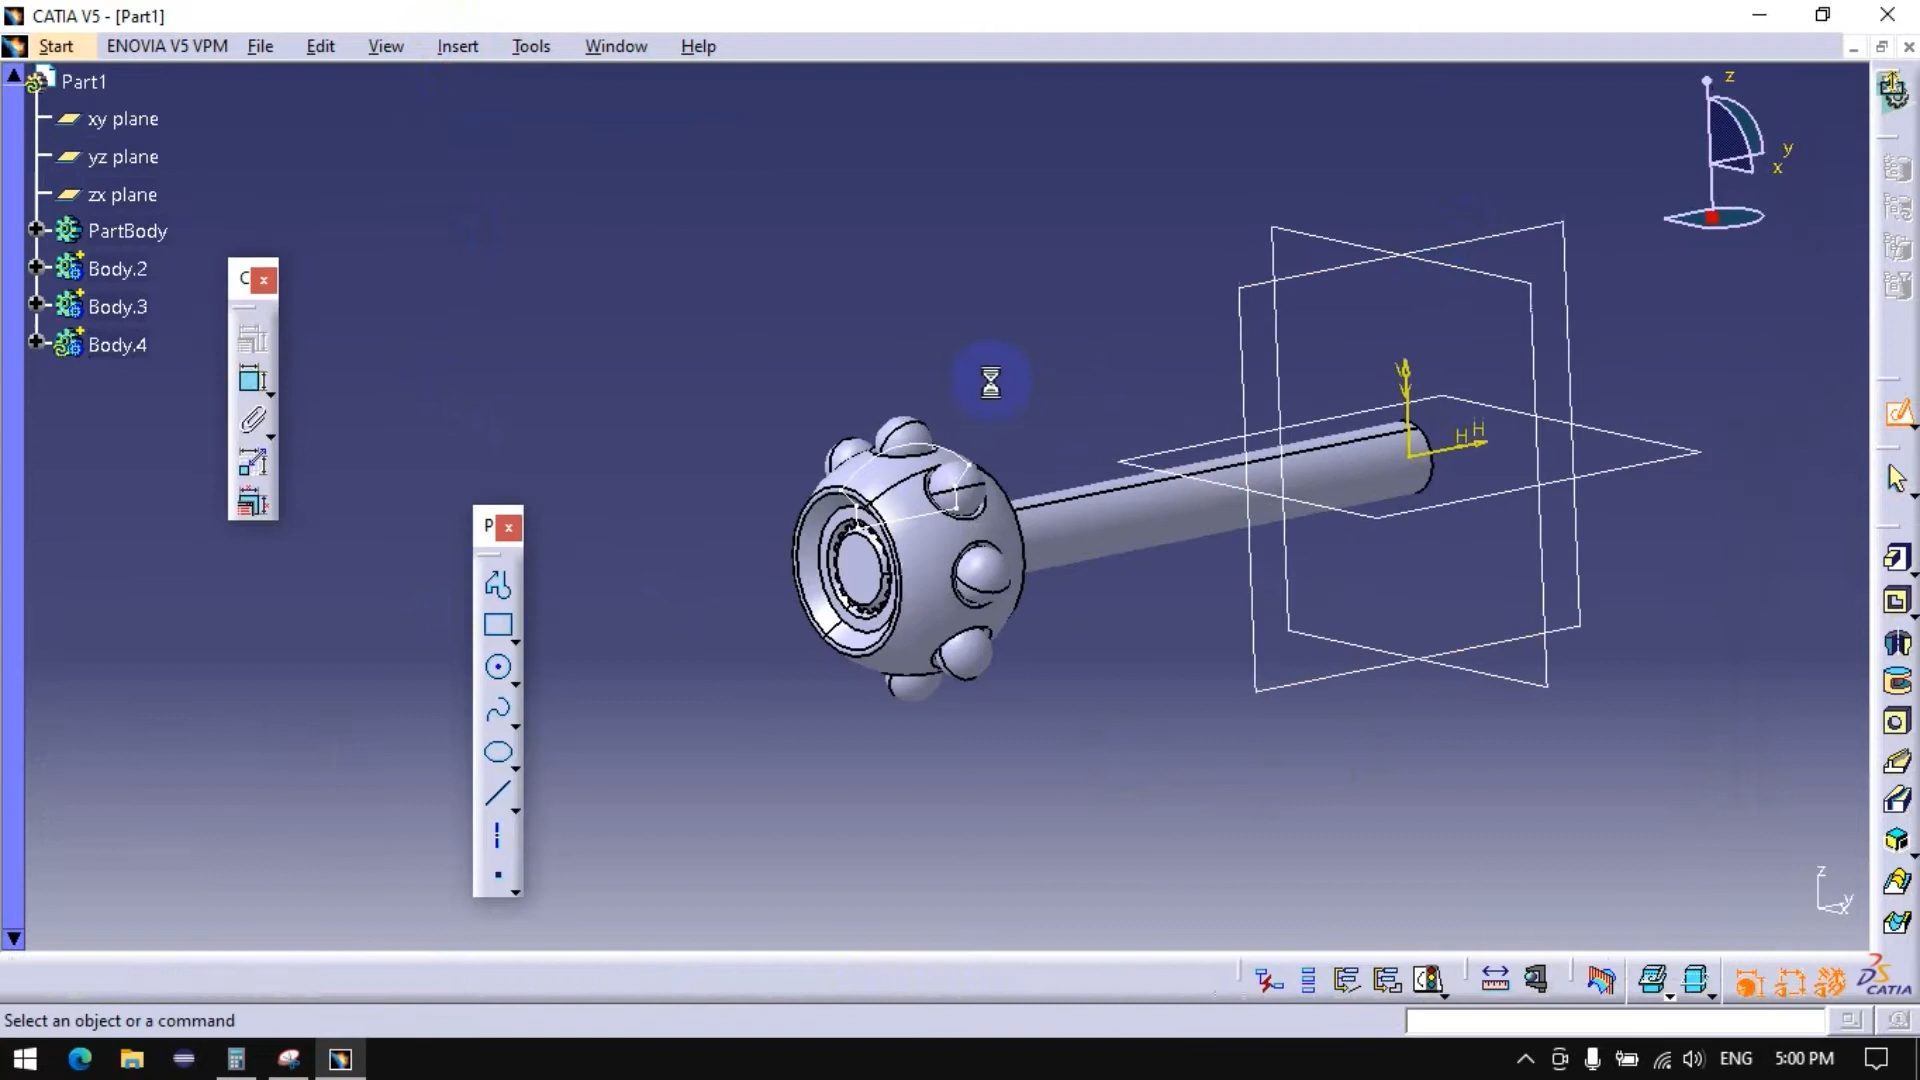 CATIA V5 - [Part1]
Start ENOVIA V5 VPM File Edit View Insert Tools Window Help
Part1
xy plane
yz plane
zx plane
PartBody
Body.2
Body.3
Body.4
C x
P x
z
y
x
V
H H
z
y
CATIA
Select an object or a command
ENG 5:00 PM